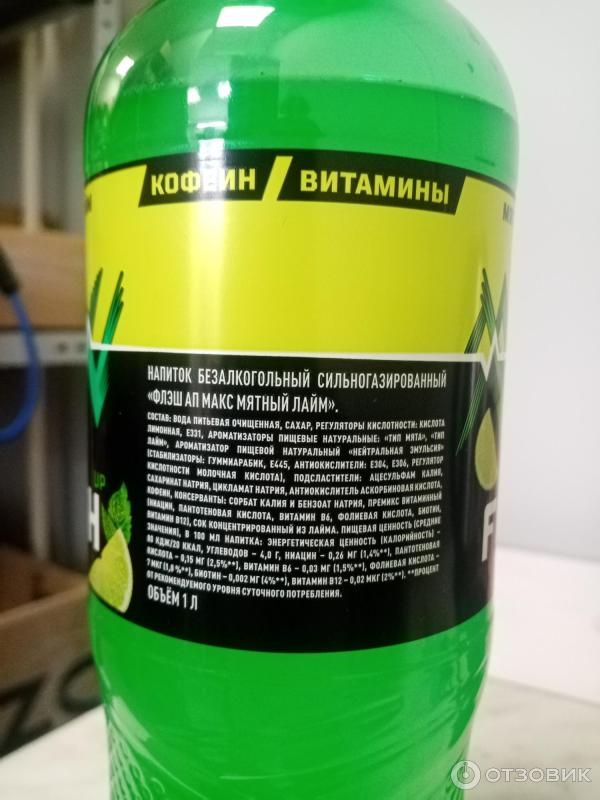 КОФЕИН / ВИТАМИНЫ
НАПИТОК БЕЗАЛКОГОЛЬНЫЙ СИЛЬНОГАЗИРОВАННЫЙ
«ФЛЭШ АП МАКС МЯТНЫЙ ЛАЙМ».
СОСТАВ: ВОДА ПИТЬЕВАЯ ОЧИЩЕННАЯ, САХАР, РЕГУЛЯТОРЫ КИСЛОТНОСТИ: КИСЛОТА
ЛИМОННАЯ, Е331, АРОМАТИЗАТОРЫ ПИЩЕВЫЕ НАТУРАЛЬНЫЕ: «ТИП МЯТА», «ТИП
ЛАЙМ», АРОМАТИЗАТОР ПИЩЕВОЙ НАТУРАЛЬНЫЙ «НЕЙТРАЛЬНАЯ ЭМУЛЬСИЯ»
(СТАБИЛИЗАТОРЫ: ГУММИАРАБИК, Е445, АНТИОКИСЛИТЕЛИ: Е304, Е306, РЕГУЛЯТОР
КИСЛОТНОСТИ МОЛОЧНАЯ КИСЛОТА), ПОДСЛАСТИТЕЛИ: АЦЕСУЛЬФАМ КАЛИЯ,
САХАРИНАТ НАТРИЯ, ЦИКЛАМАТ НАТРИЯ, АНТИОКИСЛИТЕЛЬ АСКОРБИНОВАЯ КИСЛОТА,
КОФЕИН, КОНСЕРВАНТЫ: СОРБАТ КАЛИЯ И БЕНЗОАТ НАТРИЯ, ПРЕМИКС ВИТАМИННЫЙ
(НИАЦИН, ПАНТОТЕНОВАЯ КИСЛОТА, ВИТАМИН В6, ФОЛИЕВАЯ КИСЛОТА, БИОТИН,
ВИТАМИН В12), СОК КОНЦЕНТРИРОВАННЫЙ ИЗ ЛАЙМА. ПИЩЕВАЯ ЦЕННОСТЬ (СРЕДНИЕ
ЗНАЧЕНИЯ), В 100 МЛ НАПИТКА: ЭНЕРГЕТИЧЕСКАЯ ЦЕННОСТЬ (КАЛОРИЙНОСТЬ) –
80 КДЖ/20 ККАЛ, УГЛЕВОДОВ – 4,8 Г, НИАЦИН – 0,26 МГ (1,4%**), ПАНТОТЕНОВАЯ
КИСЛОТА – 0,15 МГ (2,5%**), ВИТАМИН В6 – 0,03 МГ (1,5%**), ФОЛИЕВАЯ КИСЛОТА –
7 МКГ (1,8 %**), БИОТИН – 0,002 МГ (4%**), ВИТАМИН В12 – 0,02 МКГ (2%**). **ПРОЦЕНТ
ОТ РЕКОМЕНДУЕМОГО УРОВНЯ СУТОЧНОГО ПОТРЕБЛЕНИЯ.
ОБЪЁМ 1 Л
UP
H
F
ОТЗОВИК